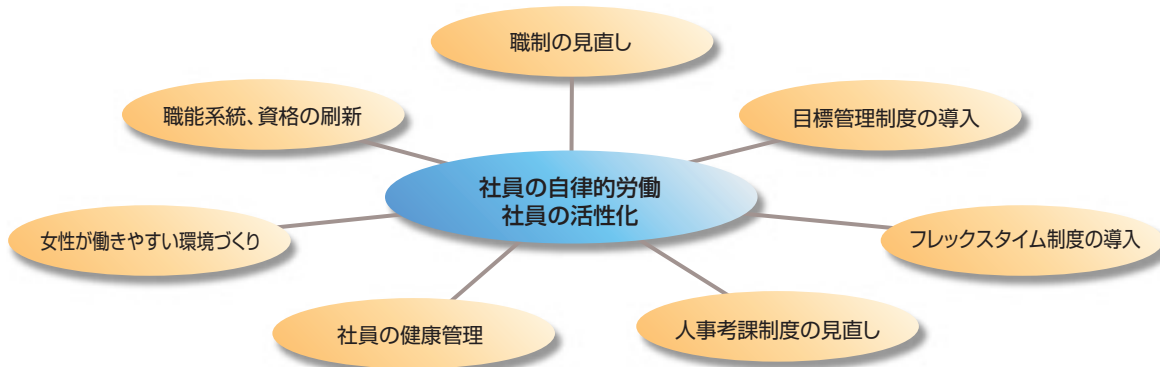 職制の見直し
職能系統、資格の刷新
目標管理制度の導入
社員の自律的労働
社員の活性化
女性が働きやすい環境づくり
フレックスタイム制度の導入
社員の健康管理
人事考課制度の見直し